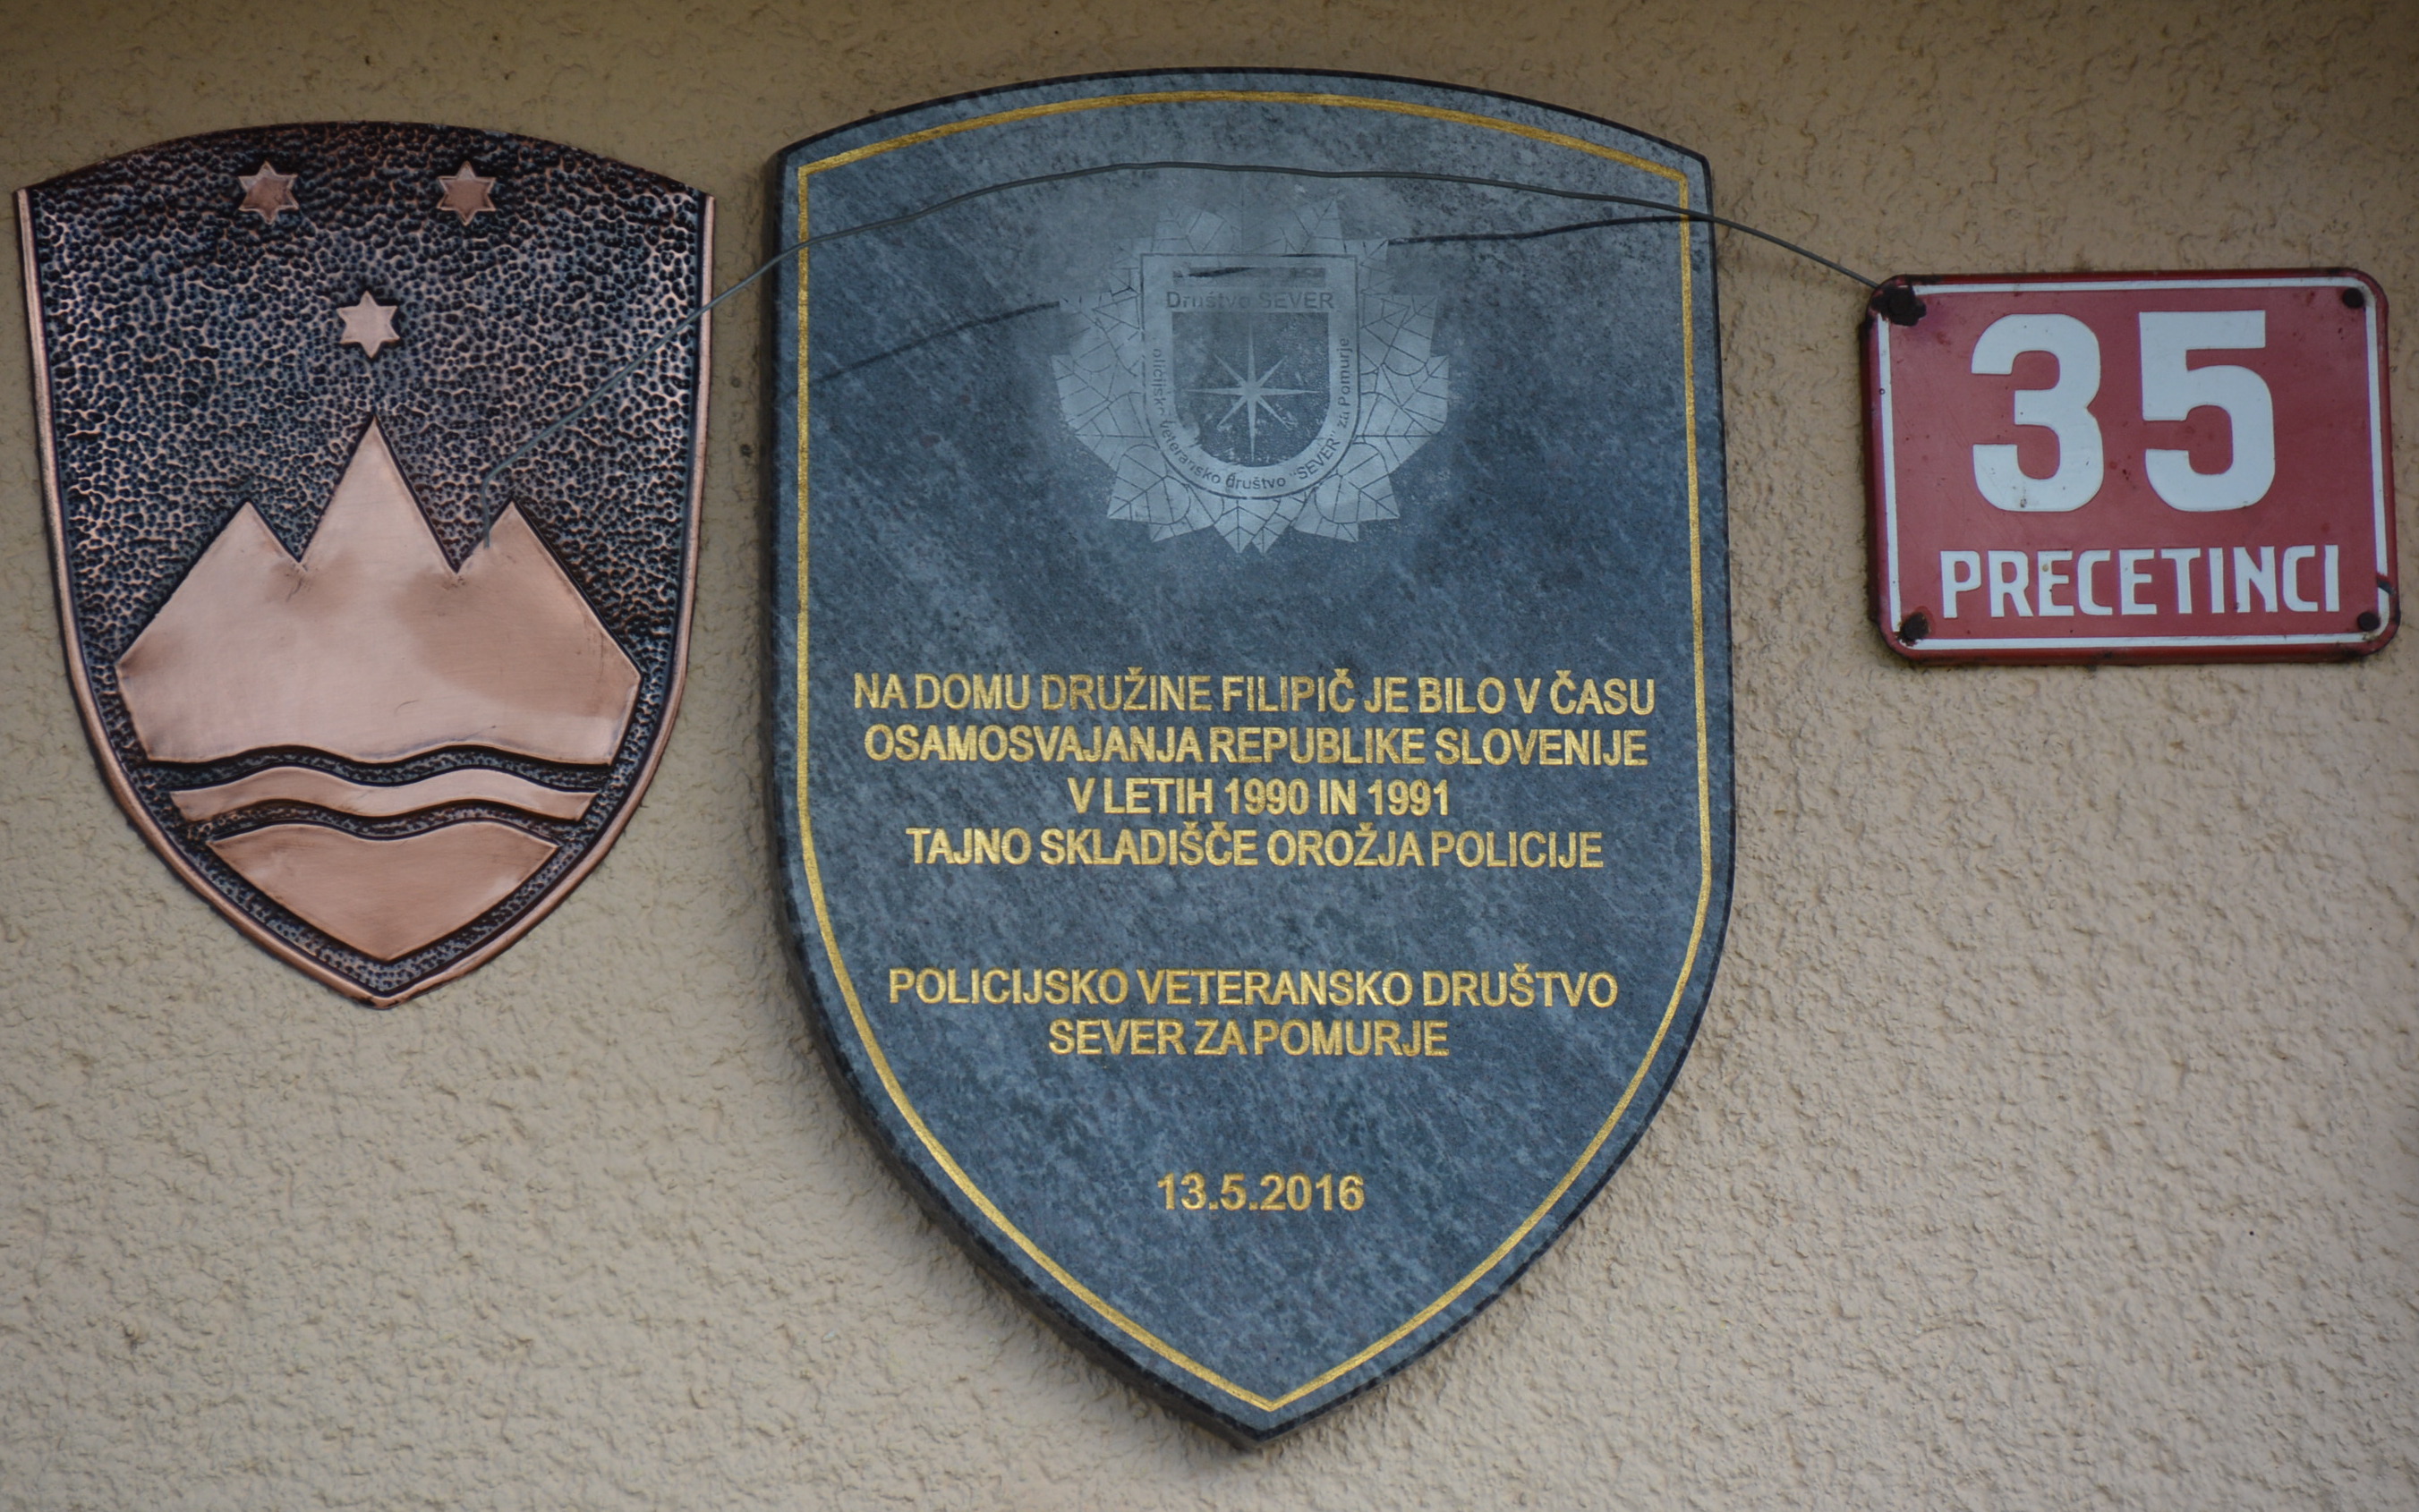 Društvo SEVER
Veteransko društvo "SEVER" za Pomurje
NA DOMU DRUŽINE FILIPIČ JE BILO V ČASU
OSAMOSVAJANJA REPUBLIKE SLOVENIJE
V LETIH 1990 IN 1991
TAJNO SKLADIŠČE OROŽJA POLICIJE
POLICIJSKO VETERANSKO DRUŠTVO
SEVER ZA POMURJE
13.5.2016
35
PRECETINCI